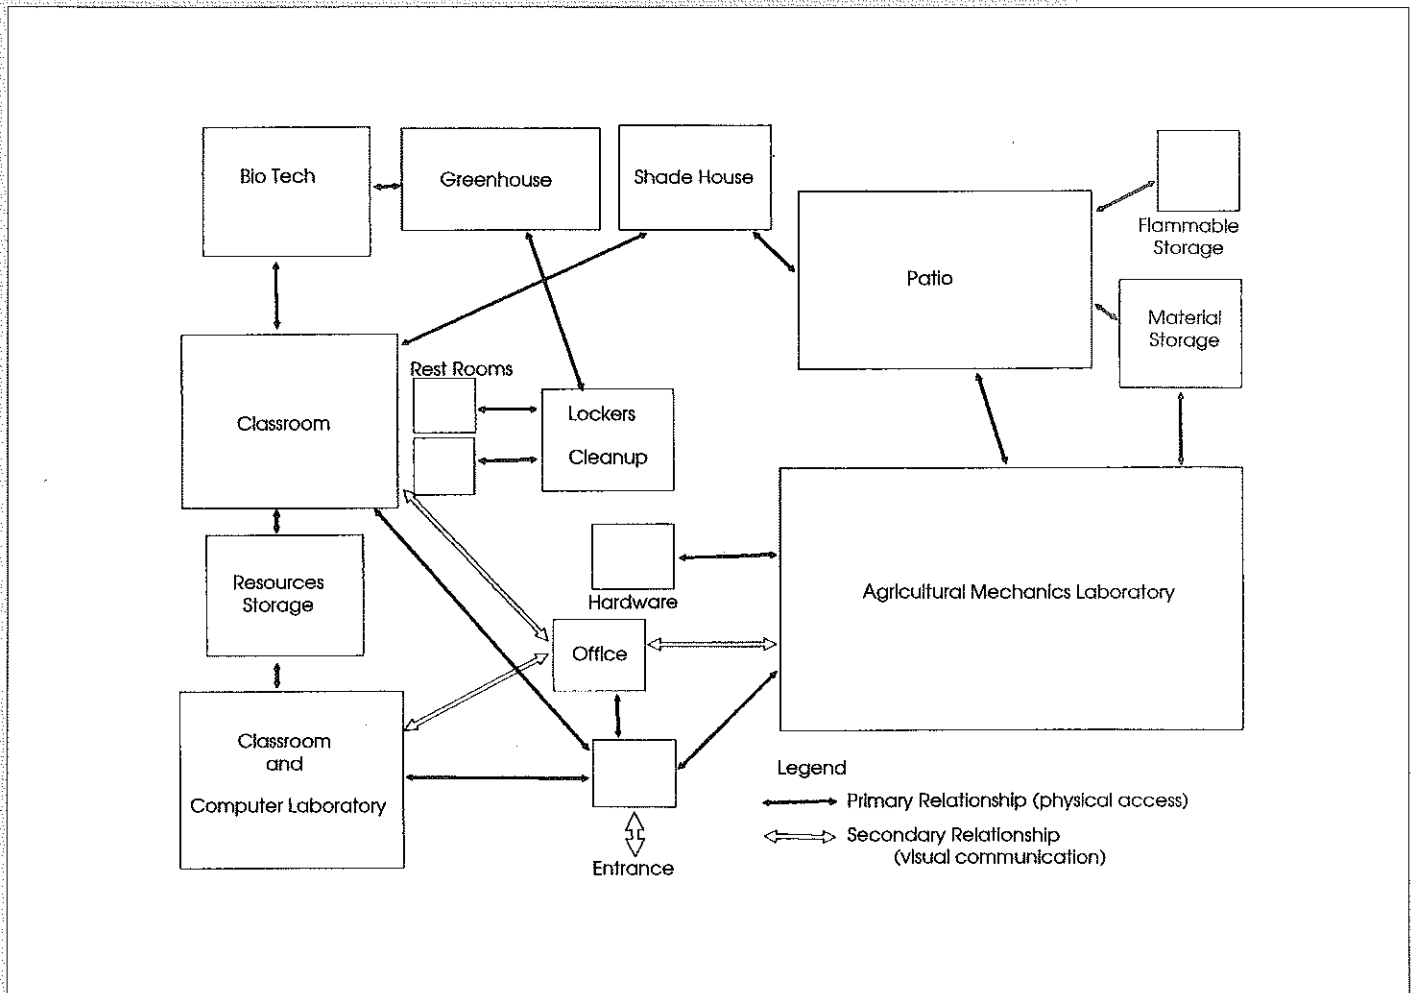 Bio Tech
Greenhouse
Shade House
Flammable
Storage
Patio
Material
Storage
Rest Rooms
Classroom
Lockers
Cleanup
Resources
Storage
Hardware
Agricultural Mechanics Laboratory
Office
Classroom
and
Computer Laboratory
Entrance
Legend
Primary Relationship (physical access)
Secondary Relationship
(visual communication)